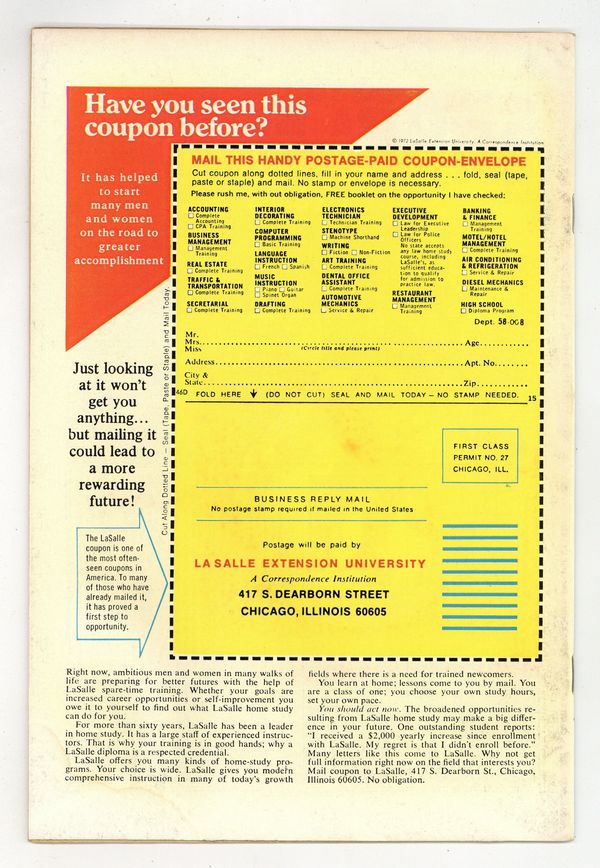 Have you seen this
coupon before?
© 1972 LaSalle Extension University. A Correspondence Institution
It has helped
to start
many men
and women
on the road to
greater
accomplishment
Just looking
at it won't
get you
anything...
but mailing it
could lead to
a more
rewarding
future!
The LaSalle
coupon is one of
the most often-
seen coupons in
America. To many
of those who have
already mailed it,
it has proved a
first step to
opportunity.
Cut Along Dotted Line — Seal (Tape, Paste or Staple) and Mail Today.
MAIL THIS HANDY POSTAGE-PAID COUPON-ENVELOPE
Cut coupon along dotted lines, fill in your name and address . . . fold, seal (tape,
paste or staple) and mail. No stamp or envelope is necessary.
Please rush me, with out obligation, FREE booklet on the opportunity I have checked:
ACCOUNTING
Complete
Accounting
CPA Training
BUSINESS
MANAGEMENT
Management
Training
REAL ESTATE
Complete Training
TRAFFIC &
TRANSPORTATION
Complete Training
SECRETARIAL
Complete Training
INTERIOR
DECORATING
Complete Training
COMPUTER
PROGRAMMING
Basic Training
LANGUAGE
INSTRUCTION
French Spanish
MUSIC
INSTRUCTION
Piano Guitar
Spinet Organ
DRAFTING
Complete Training
ELECTRONICS
TECHNICIAN
Technician Training
STENOTYPE
Machine Shorthand
WRITING
Fiction Non-Fiction
ART TRAINING
Complete Training
DENTAL OFFICE
ASSISTANT
Complete Training
AUTOMOTIVE
MECHANICS
Service & Repair
EXECUTIVE
DEVELOPMENT
Law for Executive
Leadership
Law for Police
Officers
No state accepts
any law home study
course, including
LaSalle's, as
sufficient educa-
tion to qualify
for admission to
practice law.
RESTAURANT
MANAGEMENT
Management
Training
BANKING
& FINANCE
Management
Training
MOTEL/HOTEL
MANAGEMENT
Complete Training
AIR CONDITIONING
& REFRIGERATION
Service & Repair
DIESEL MECHANICS
Maintenance &
Repair
HIGH SCHOOL
Diploma Program
Dept. 58-068
Mr.
Mrs. Age
Miss (Circle title and please print)
Address Apt. No.
City &
State Zip
46D FOLD HERE (DO NOT CUT) SEAL AND MAIL TODAY – NO STAMP NEEDED. 15
FIRST CLASS
PERMIT NO. 27
CHICAGO, ILL.
BUSINESS REPLY MAIL
No postage stamp required if mailed in the United States
Postage will be paid by
LA SALLE EXTENSION UNIVERSITY
A Correspondence Institution
417 S. DEARBORN STREET
CHICAGO, ILLINOIS 60605
Right now, ambitious men and women in many walks of
life are preparing for better futures with the help of
LaSalle spare-time training. Whether your goals are
increased career opportunities or self-improvement you
owe it to yourself to find out what LaSalle home study
can do for you.
For more than sixty years, LaSalle has been a leader
in home study. It has a large staff of experienced instruc-
tors. That is why your training is in good hands; why a
LaSalle diploma is a respected credential.
LaSalle offers you many kinds of home-study pro-
grams. Your choice is wide. LaSalle gives you modern
comprehensive instruction in many of today's growth
fields where there is a need for trained newcomers.
You learn at home; lessons come to you by mail. You
are a class of one; you choose your own study hours,
set your own pace.
You should act now. The broadened opportunities re-
sulting from LaSalle home study may make a big differ-
ence in your future. One outstanding student reports:
"I received a $2,000 yearly increase since enrollment
with LaSalle. My regret is that I didn't enroll before."
Many letters like this come to LaSalle. Why not get
full information right now on the field that interests you?
Mail coupon to LaSalle, 417 S. Dearborn St., Chicago,
Illinois 60605. No obligation.